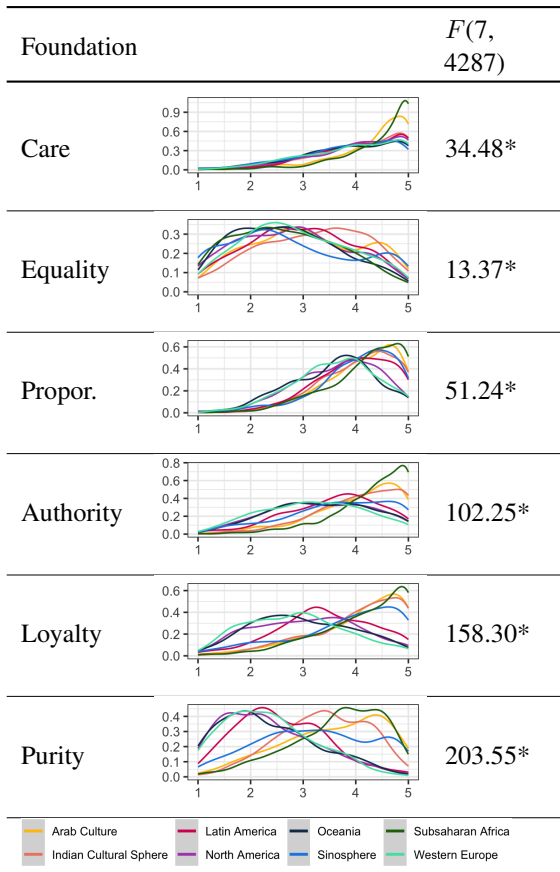 Foundation F(7, 4287)
Care 34.48*
0.9
0.6
0.3
0.0
1 2 3 4 5
Equality 13.37*
0.3
0.2
0.1
0.0
1 2 3 4 5
Propor. 51.24*
0.6
0.4
0.2
0.0
1 2 3 4 5
Authority 102.25*
0.8
0.6
0.4
0.2
0.0
1 2 3 4 5
Loyalty 158.30*
0.6
0.4
0.2
0.0
1 2 3 4 5
Purity 203.55*
0.4
0.3
0.2
0.1
0.0
1 2 3 4 5
Arab Culture Latin America Oceania Subsaharan Africa
Indian Cultural Sphere North America Sinosphere Western Europe